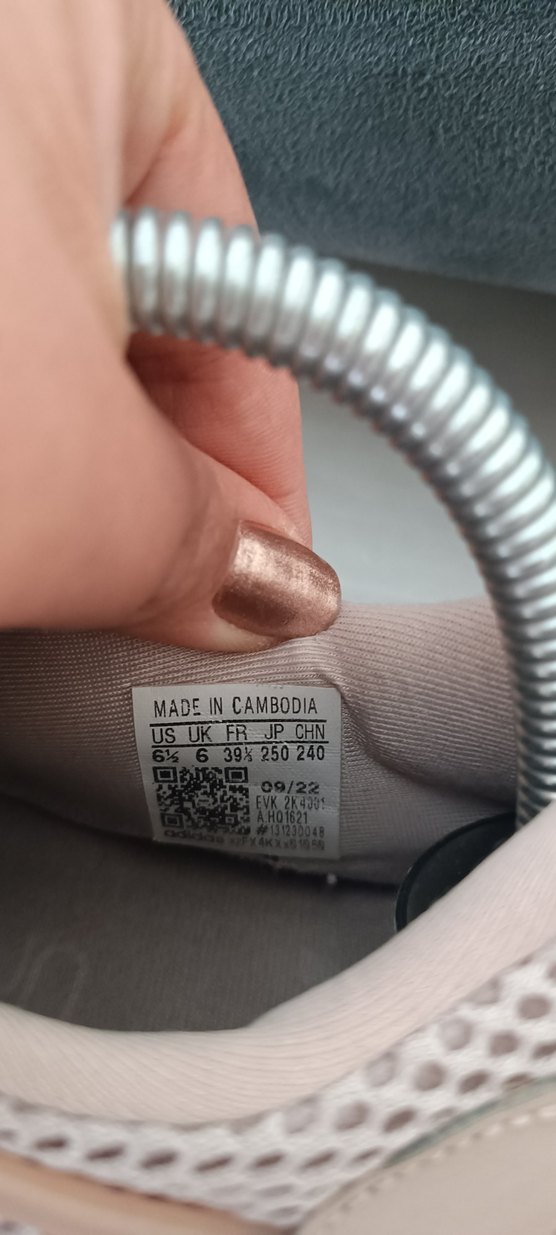 MADE IN CAMBODIA
US UK FR JP CHN
6½ 6 39⅓ 250 240
09/22
EVK
A.HQ1621
adidas